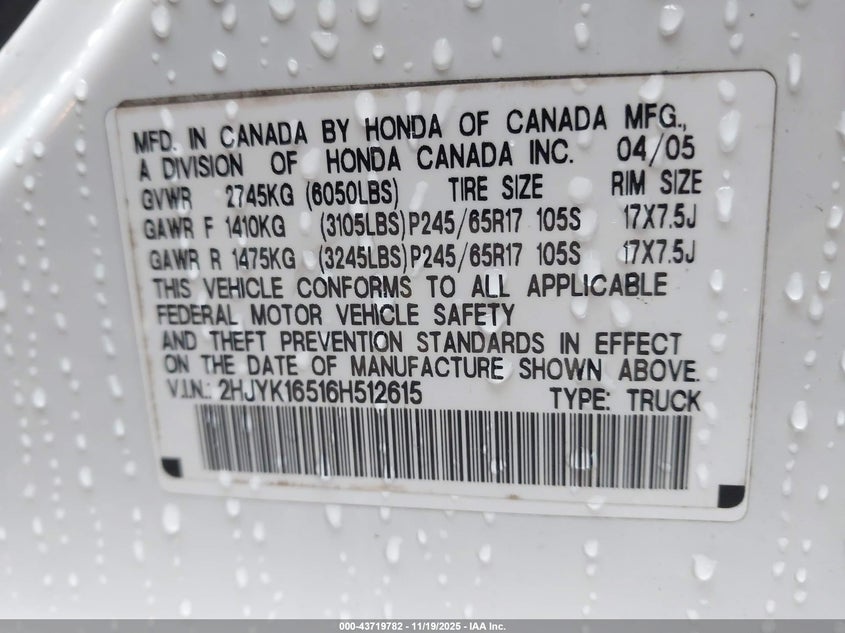 MFD. IN CANADA BY HONDA OF CANADA MFG.,
A DIVISION OF HONDA CANADA INC. 04/05
GVWR 2745KG (6050LBS) TIRE SIZE RIM SIZE
GAWR F 1410KG (3105LBS) P245/65R17 105S 17X7.5J
GAWR R 1475KG (3245LBS) P245/65R17 105S 17X7.5J
THIS VEHICLE CONFORMS TO ALL APPLICABLE
FEDERAL MOTOR VEHICLE SAFETY
AND THEFT PREVENTION STANDARDS IN EFFECT
ON THE DATE OF MANUFACTURE SHOWN ABOVE.
V.I.N.: 2HJYK16516H512615 TYPE: TRUCK
000-43719782 - 11/19/2025 - IAA Inc.